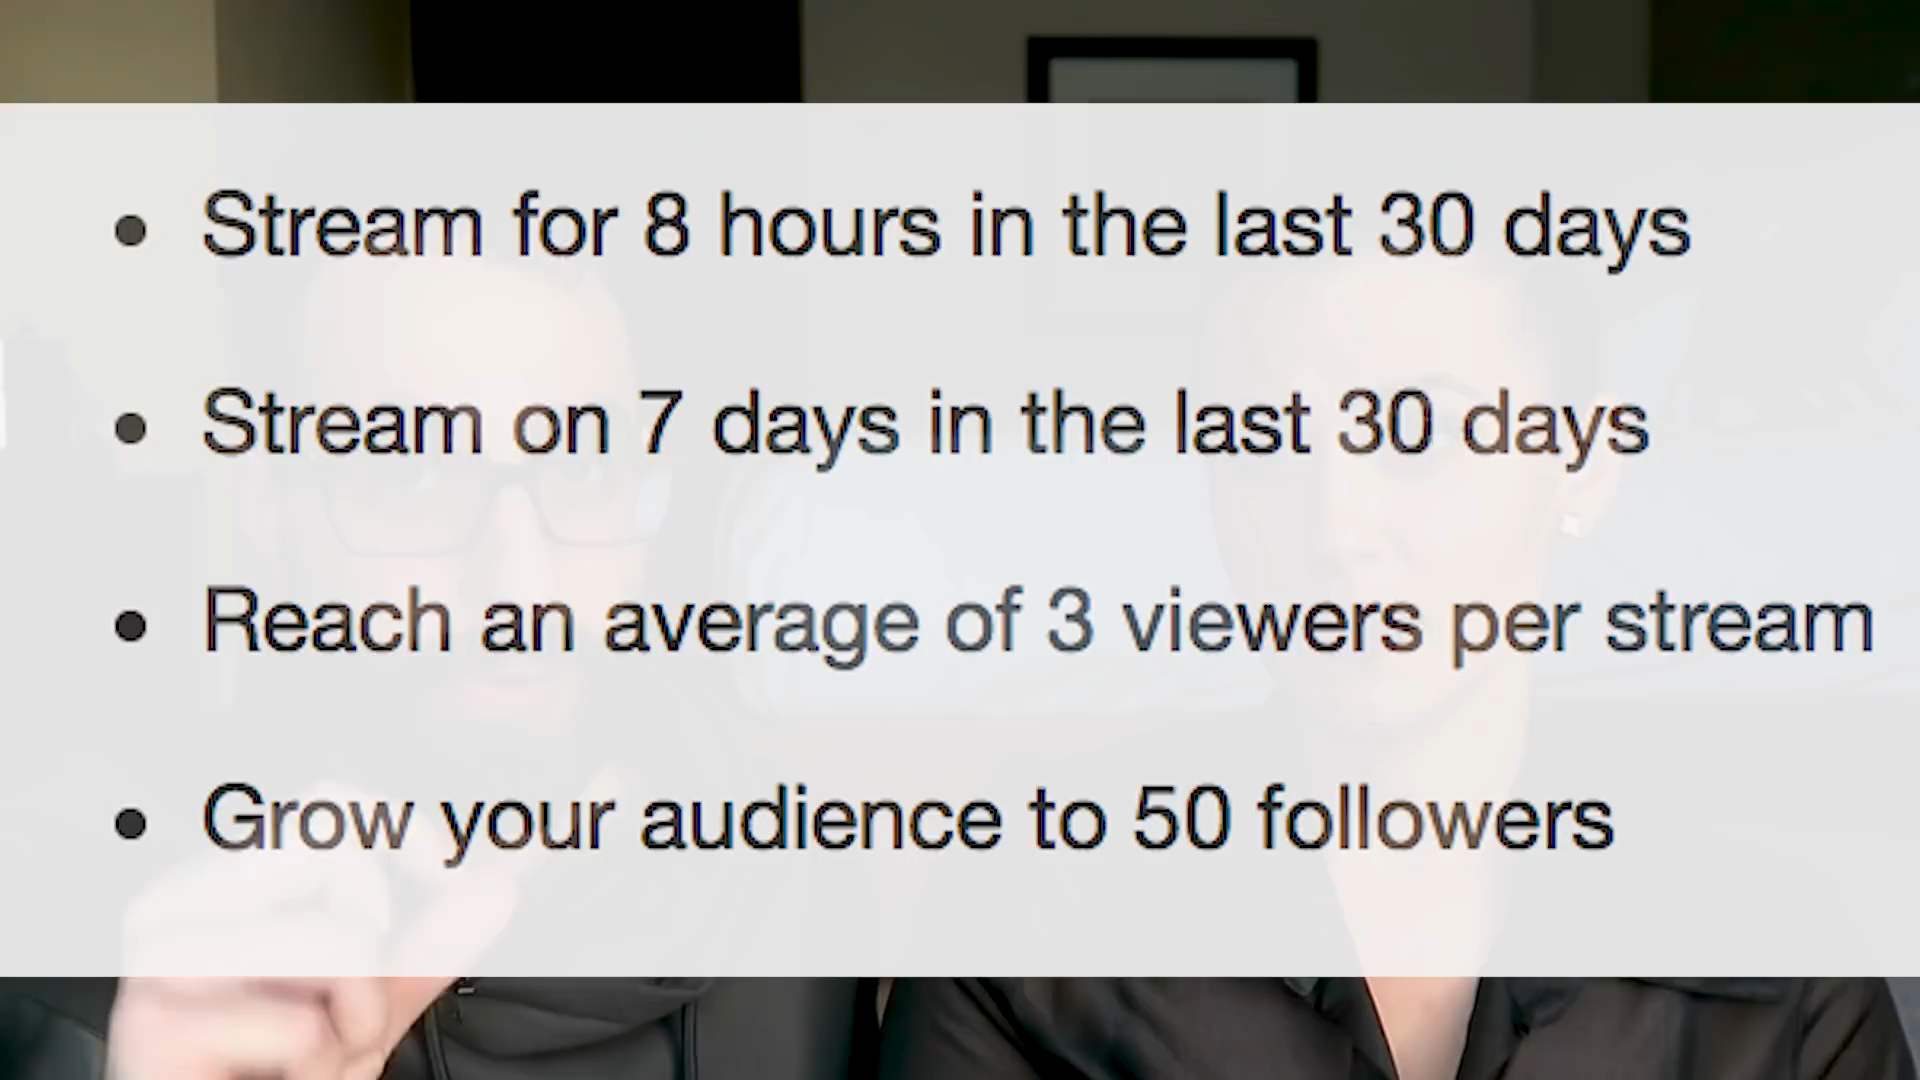 • Stream for 8 hours in the last 30 days
• Stream on 7 days in the last 30 days
• Reach an average of 3 viewers per stream
• Grow your audience to 50 followers